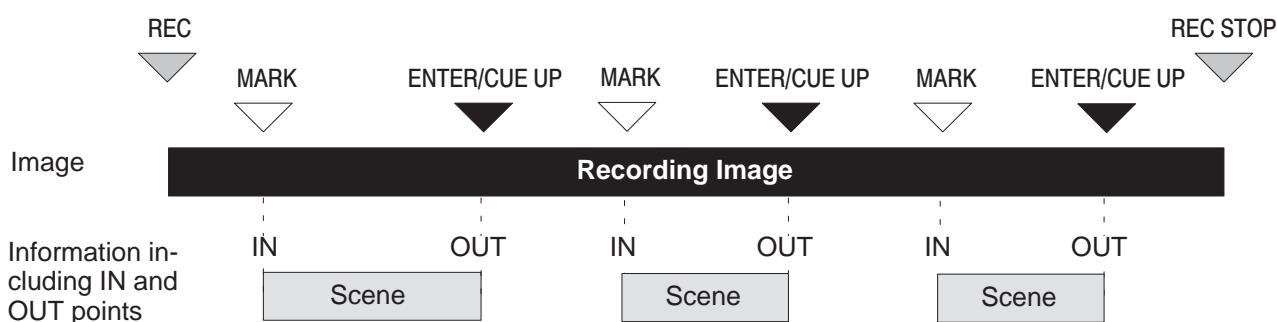 REC REC STOP
MARK ENTER/CUE UP MARK ENTER/CUE UP MARK ENTER/CUE UP
Image Recording Image
IN OUT IN OUT IN OUT
Information in-
cluding IN and
OUT points
Scene Scene Scene